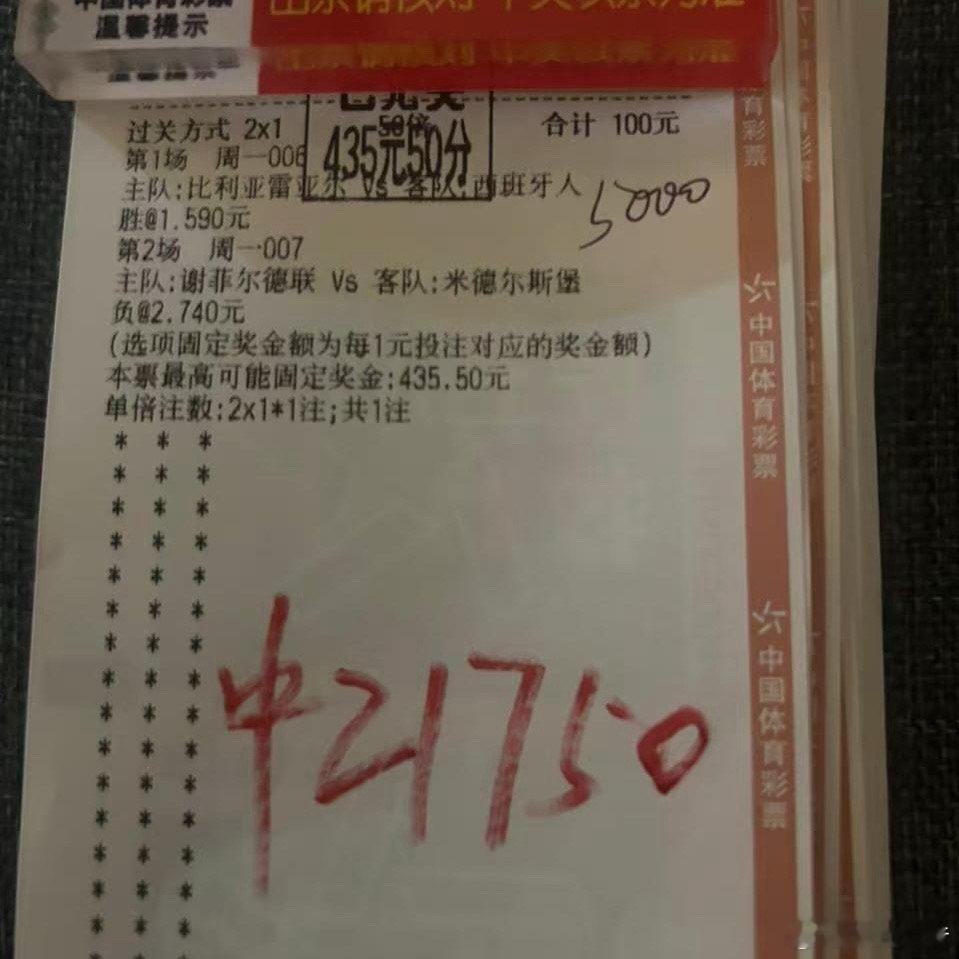 温馨提示
过关方式 2x1
50倍
合计 100元
已兑奖
435元50分
第1场 周一006
主队:比利亚雷亚尔 Vs 客队:西班牙人
胜@1.590元
5000
第2场 周一007
主队:谢菲尔德联 Vs 客队:米德尔斯堡
负@2.740元
(选项固定奖金额为每1元投注对应的奖金额)
本票最高可能固定奖金:435.50元
单倍注数:2x1*1注;共1注
中21750
中国体育彩票
中国体育彩票
育彩票